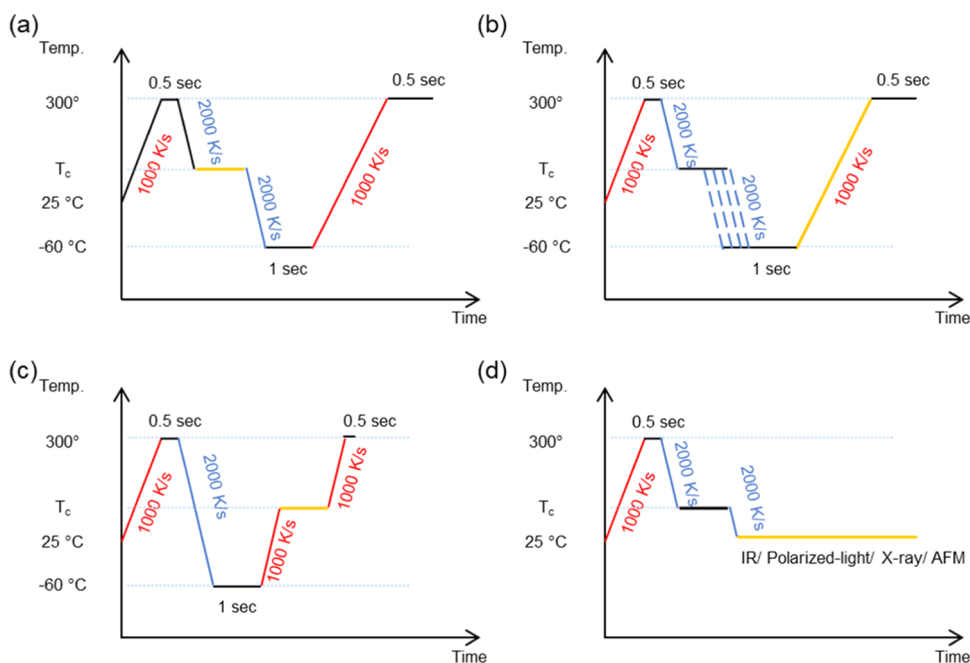 (a)
Temp.
0.5 sec
0.5 sec
300°
2000 K/s
1000 K/s
Tc
2000 K/s
1000 K/s
25 °C
-60 °C
1 sec
Time
(b)
Temp.
0.5 sec
0.5 sec
300°
2000 K/s
1000 K/s
Tc
2000 K/s
1000 K/s
25 °C
-60 °C
1 sec
Time
(c)
Temp.
0.5 sec
0.5 sec
300°
2000 K/s
1000 K/s
1000 K/s
Tc
1000 K/s
25 °C
-60 °C
1 sec
Time
(d)
Temp.
0.5 sec
300°
2000 K/s
2000 K/s
1000 K/s
Tc
25 °C
IR/ Polarized-light/ X-ray/ AFM
-60 °C
Time